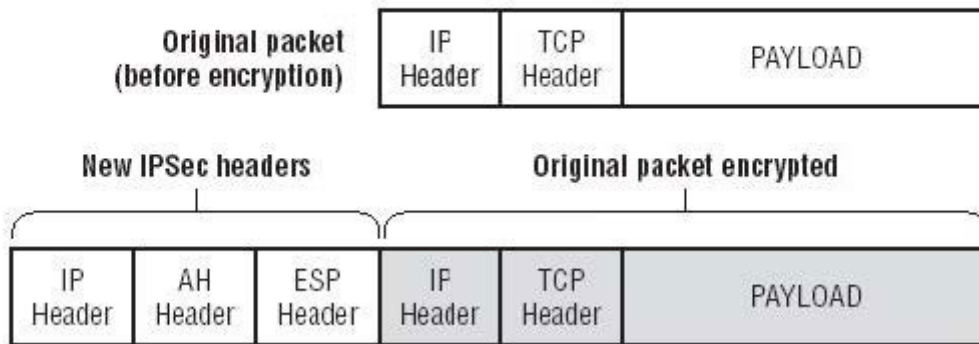 Original packet
(before encryption)
IP
Header
TCP
Header
PAYLOAD
New IPSec headers
Original packet encrypted
IP
Header
AH
Header
ESP
Header
IP
Header
TCP
Header
PAYLOAD